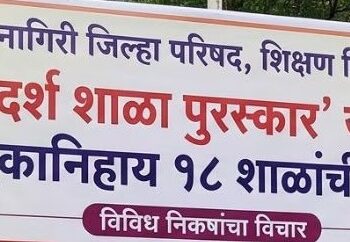 नागिरी जिल्हा परिषद, शिक्षण
दर्श शाळा पुरस्कार'
कानिहाय १८ शाळांची
विविध निकषांचा विचार